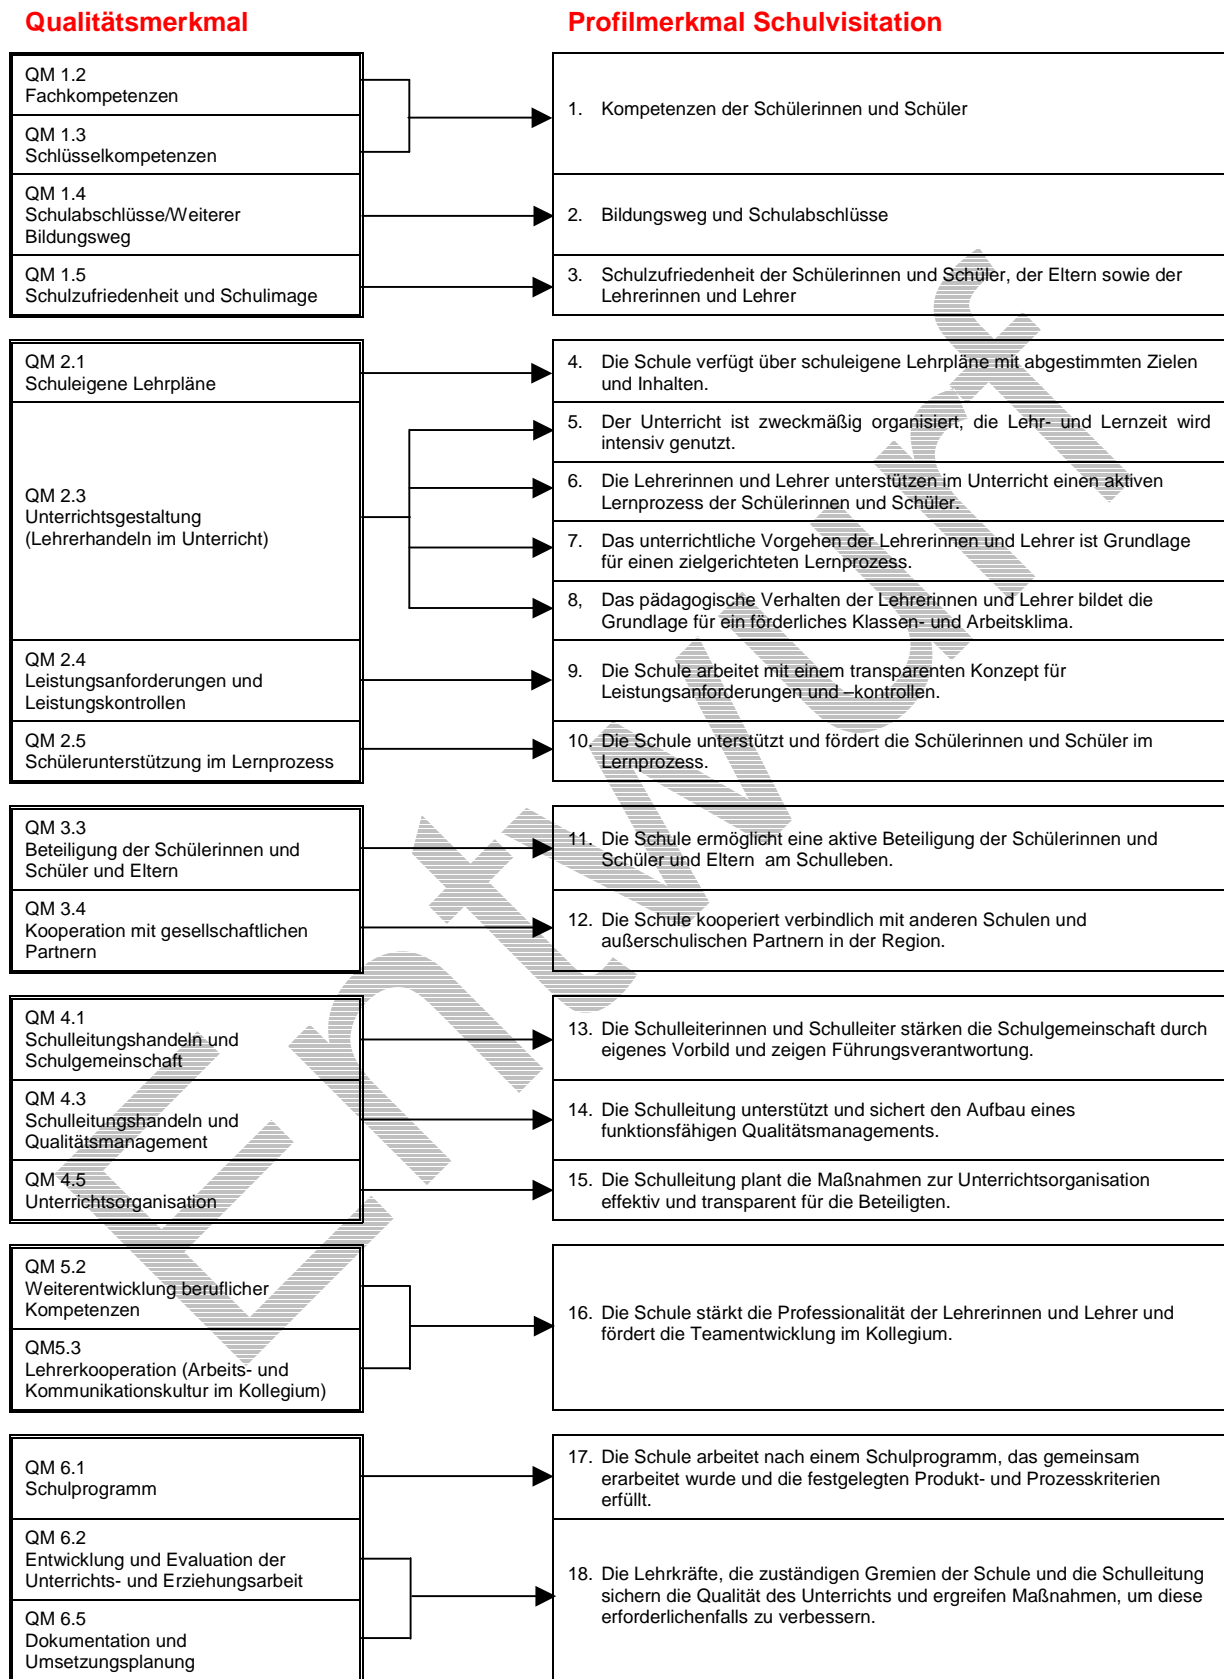 Qualitätsmerkmal
Profilmerkmal Schulvisitation
QM 1.2
Fachkompetenzen
QM 1.3
Schlüsselkompetenzen
1. Kompetenzen der Schülerinnen und Schüler
QM 1.4
Schulabschlüsse/Weiterer
Bildungsweg
2. Bildungsweg und Schulabschlüsse
QM 1.5
Schulzufriedenheit und Schulimage
3. Schulzufriedenheit der Schülerinnen und Schüler, der Eltern sowie der
Lehrerinnen und Lehrer
QM 2.1
Schuleigene Lehrpläne
4. Die Schule verfügt über schuleigene Lehrpläne mit abgestimmten Zielen
und Inhalten.
QM 2.3
Unterrichtsgestaltung
(Lehrerhandeln im Unterricht)
5. Der Unterricht ist zweckmäßig organisiert, die Lehr- und Lernzeit wird
intensiv genutzt.
6. Die Lehrerinnen und Lehrer unterstützen im Unterricht einen aktiven
Lernprozess der Schülerinnen und Schüler.
7. Das unterrichtliche Vorgehen der Lehrerinnen und Lehrer ist Grundlage
für einen zielgerichteten Lernprozess.
8, Das pädagogische Verhalten der Lehrerinnen und Lehrer bildet die
Grundlage für ein förderliches Klassen- und Arbeitsklima.
QM 2.4
Leistungsanforderungen und
Leistungskontrollen
9. Die Schule arbeitet mit einem transparenten Konzept für
Leistungsanforderungen und –kontrollen.
QM 2.5
Schülerunterstützung im Lernprozess
10. Die Schule unterstützt und fördert die Schülerinnen und Schüler im
Lernprozess.
QM 3.3
Beteiligung der Schülerinnen und
Schüler und Eltern
11. Die Schule ermöglicht eine aktive Beteiligung der Schülerinnen und
Schüler und Eltern am Schulleben.
QM 3.4
Kooperation mit gesellschaftlichen
Partnern
12. Die Schule kooperiert verbindlich mit anderen Schulen und
außerschulischen Partnern in der Region.
QM 4.1
Schulleitungshandeln und
Schulgemeinschaft
13. Die Schulleiterinnen und Schulleiter stärken die Schulgemeinschaft durch
eigenes Vorbild und zeigen Führungsverantwortung.
QM 4.3
Schulleitungshandeln und
Qualitätsmanagement
14. Die Schulleitung unterstützt und sichert den Aufbau eines
funktionsfähigen Qualitätsmanagements.
QM 4.5
Unterrichtsorganisation
15. Die Schulleitung plant die Maßnahmen zur Unterrichtsorganisation
effektiv und transparent für die Beteiligten.
QM 5.2
Weiterentwicklung beruflicher
Kompetenzen
QM5.3
Lehrerkooperation (Arbeits- und
Kommunikationskultur im Kollegium)
16. Die Schule stärkt die Professionalität der Lehrerinnen und Lehrer und
fördert die Teamentwicklung im Kollegium.
QM 6.1
Schulprogramm
17. Die Schule arbeitet nach einem Schulprogramm, das gemeinsam
erarbeitet wurde und die festgelegten Produkt- und Prozesskriterien
erfüllt.
QM 6.2
Entwicklung und Evaluation der
Unterrichts- und Erziehungsarbeit
QM 6.5
Dokumentation und
Umsetzungsplanung
18. Die Lehrkräfte, die zuständigen Gremien der Schule und die Schulleitung
sichern die Qualität des Unterrichts und ergreifen Maßnahmen, um diese
erforderlichenfalls zu verbessern.
Entwurf